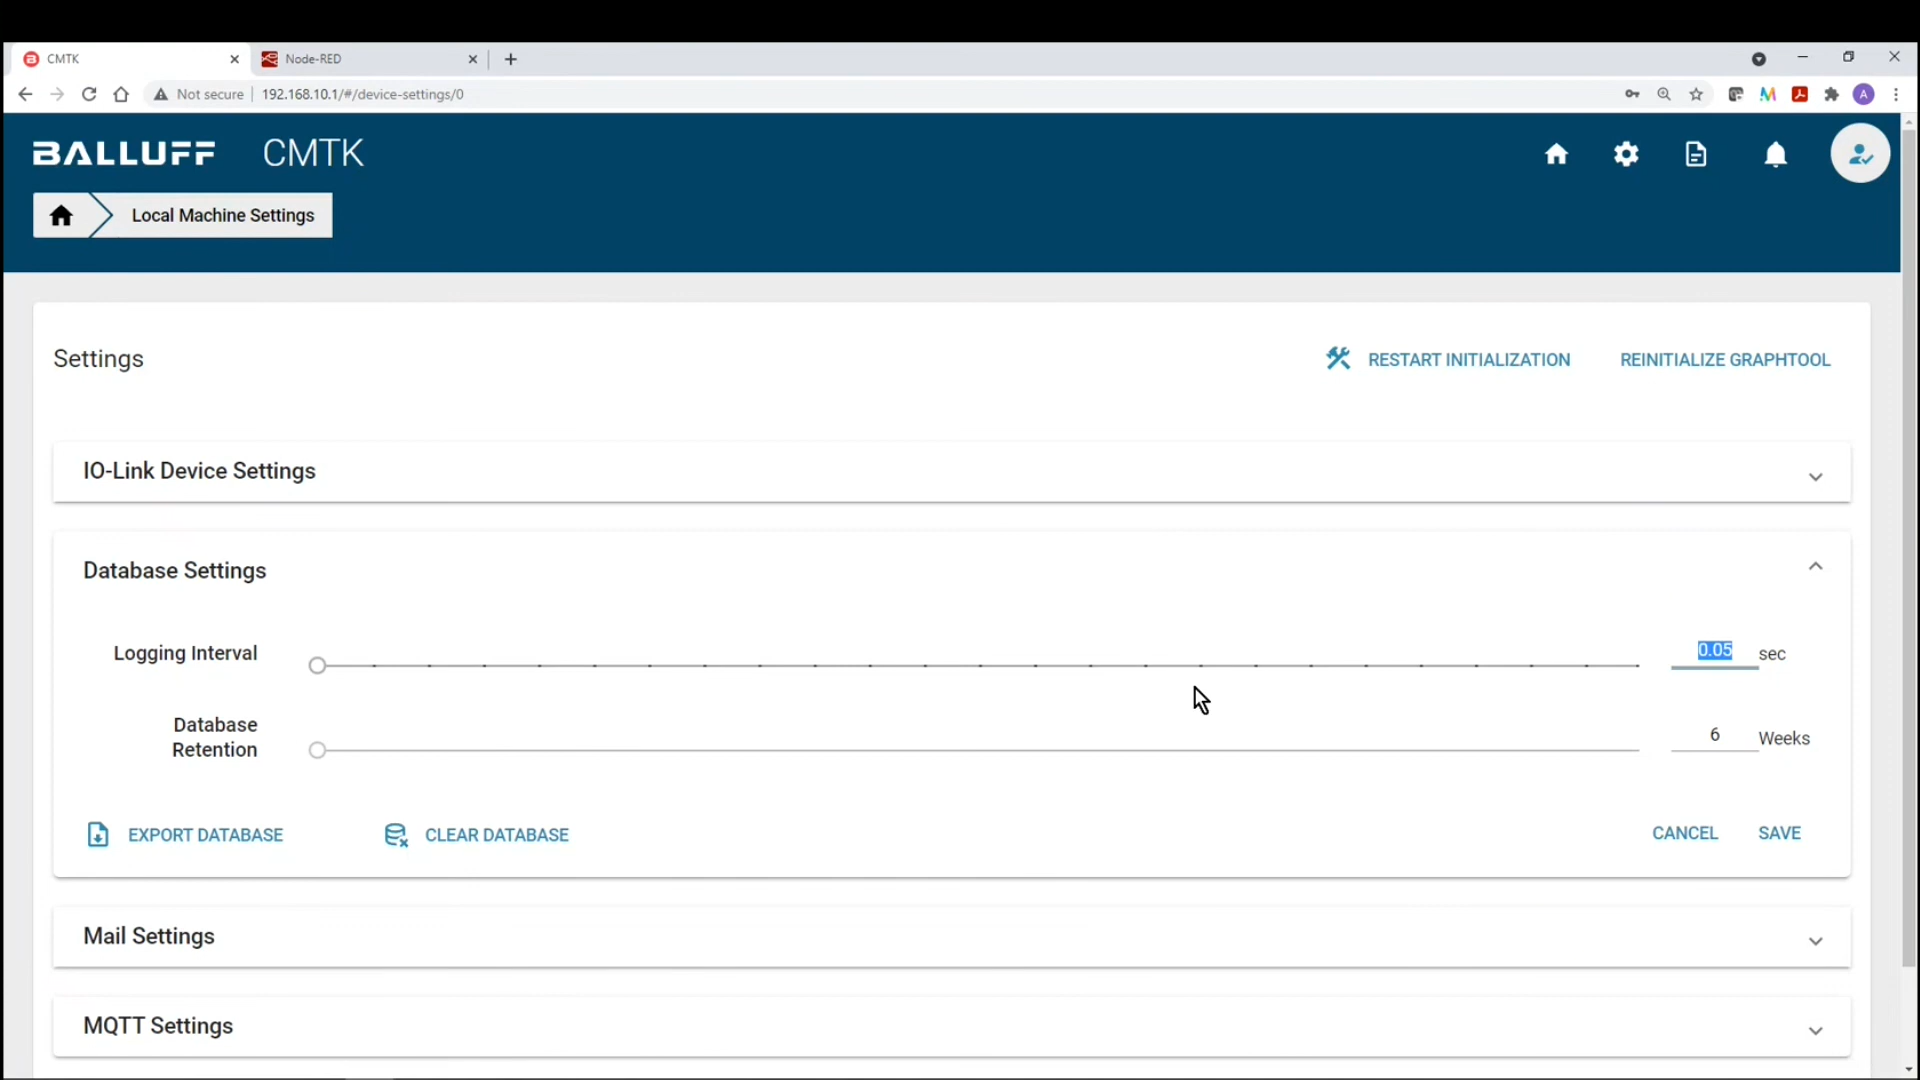 CMTK
Node-RED
Not secure
192.168.10.1/#/device-settings/0
A
BALLUFF
CMTK
Local Machine Settings
Settings
RESTART INITIALIZATION
REINITIALIZE GRAPHTOOL
IO-Link Device Settings
Database Settings
Logging Interval
0.05 sec
Database
Retention
6 Weeks
EXPORT DATABASE
CLEAR DATABASE
CANCEL
SAVE
Mail Settings
MQTT Settings